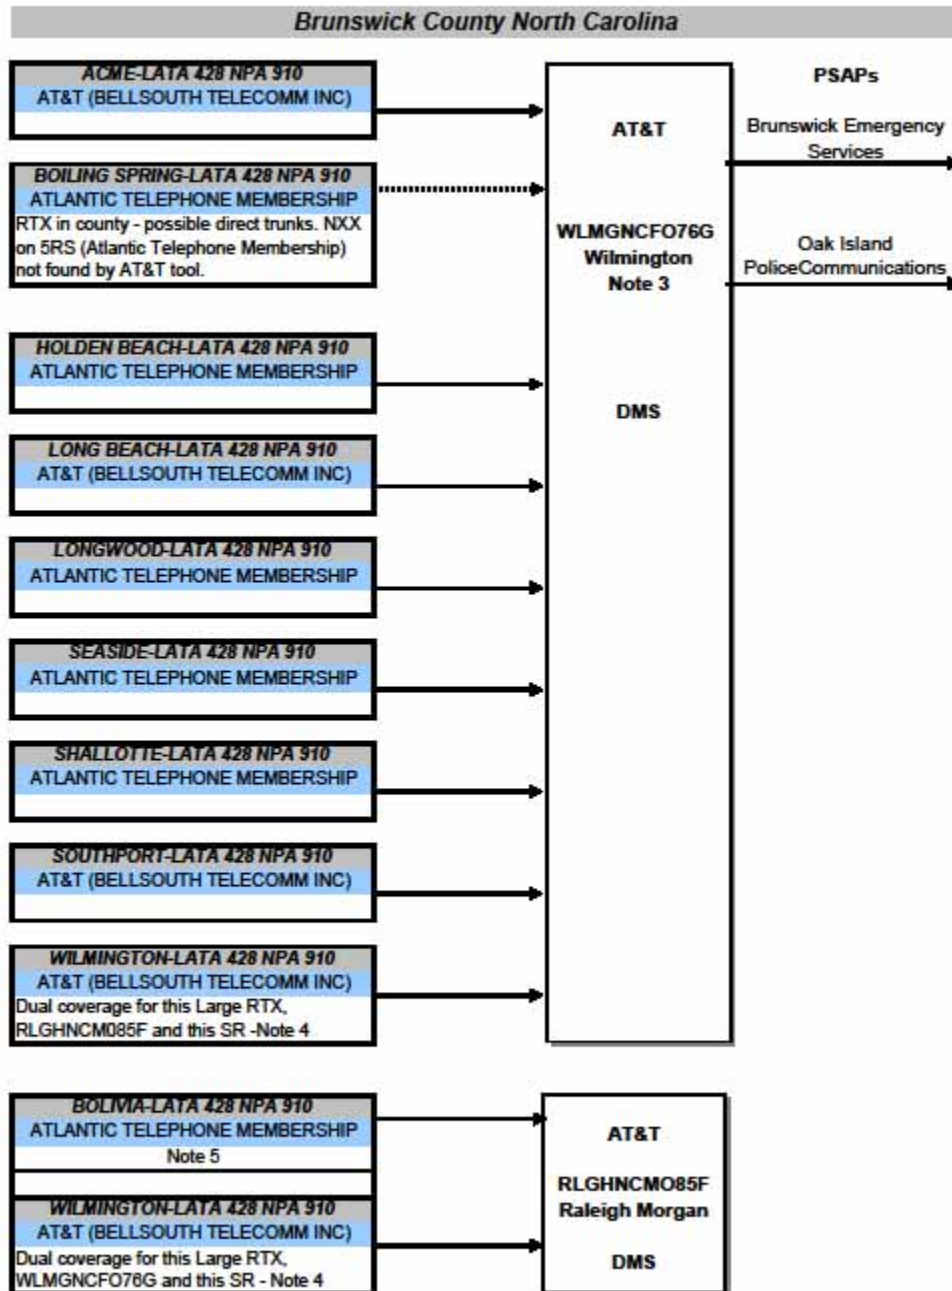 Brunswick County North Carolina
ACME-LATA 428 NPA 910
AT&T (BELLSOUTH TELECOMM INC)
BOILING SPRING-LATA 428 NPA 910
ATLANTIC TELEPHONE MEMBERSHIP
RTX in county - possible direct trunks. NXX
on 5RS (Atlantic Telephone Membership)
not found by AT&T tool.
HOLDEN BEACH-LATA 428 NPA 910
ATLANTIC TELEPHONE MEMBERSHIP
LONG BEACH-LATA 428 NPA 910
AT&T (BELLSOUTH TELECOMM INC)
LONGWOOD-LATA 428 NPA 910
ATLANTIC TELEPHONE MEMBERSHIP
SEASIDE-LATA 428 NPA 910
ATLANTIC TELEPHONE MEMBERSHIP
SHALLOTTE-LATA 428 NPA 910
ATLANTIC TELEPHONE MEMBERSHIP
SOUTHPORT-LATA 428 NPA 910
AT&T (BELLSOUTH TELECOMM INC)
WILMINGTON-LATA 428 NPA 910
AT&T (BELLSOUTH TELECOMM INC)
Dual coverage for this Large RTX,
RLGHNCM085F and this SR -Note 4
AT&T
WLMGNCFO76G
Wilmington
Note 3
DMS
PSAPs
Brunswick Emergency
Services
Oak Island
PoliceCommunications
BOLIVIA-LATA 428 NPA 910
ATLANTIC TELEPHONE MEMBERSHIP
Note 5
WILMINGTON-LATA 428 NPA 910
AT&T (BELLSOUTH TELECOMM INC)
Dual coverage for this Large RTX,
WLMGNCFO76G and this SR - Note 4
AT&T
RLGHNCMO85F
Raleigh Morgan
DMS